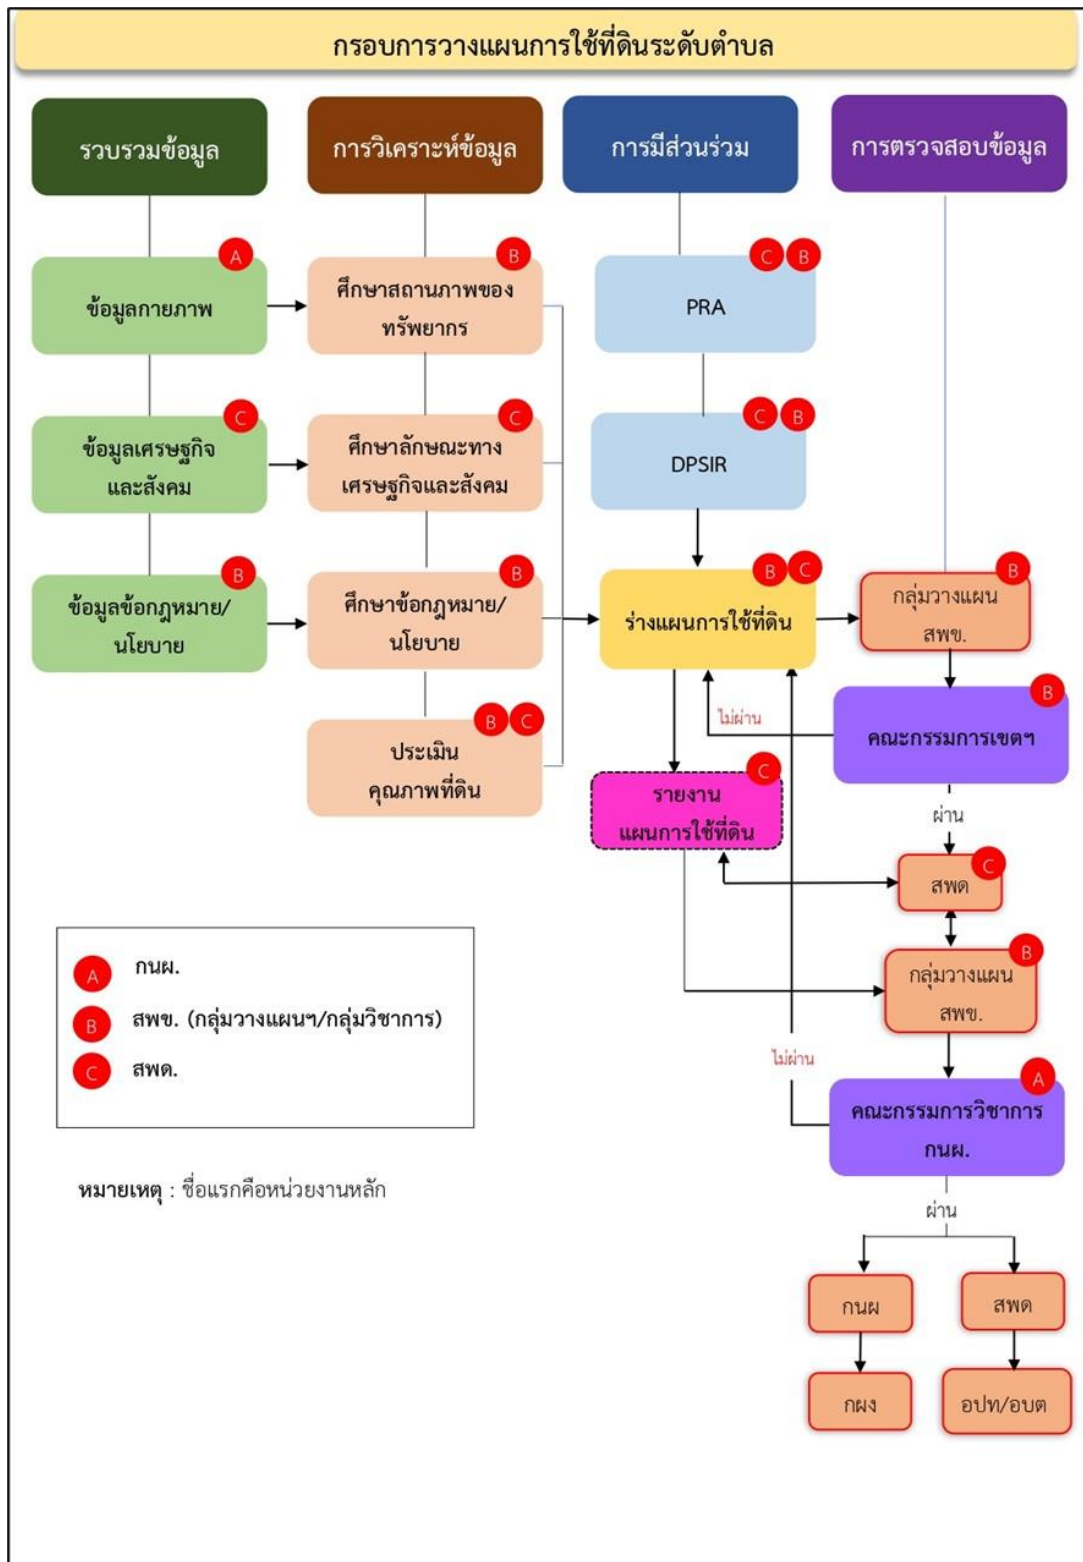 กรอบการวางแผนการใช้ที่ดินระดับตำบล
รวบรวมข้อมูล
การวิเคราะห์ข้อมูล
การมีส่วนร่วม
การตรวจสอบข้อมูล
A
ข้อมูลกายภาพ
B
ศึกษาสถานภาพของ
ทรัพยากร
C B
PRA
C
ข้อมูลเศรษฐกิจ
และสังคม
C
ศึกษาลักษณะทาง
เศรษฐกิจและสังคม
C B
DPSIR
B
ข้อมูลข้อกฎหมาย/
นโยบาย
B
ศึกษาข้อกฎหมาย/
นโยบาย
B C
ร่างแผนการใช้ที่ดิน
B
กลุ่มวางแผน
สพข.
B C
ประเมิน
คุณภาพที่ดิน
ไม่ผ่าน
B
คณะกรรมการเขตฯ
C
รายงาน
แผนการใช้ที่ดิน
ผ่าน
C
สพด
B
กลุ่มวางแผน
สพข.
A กนผ.
B สพข. (กลุ่มวางแผนฯ/กลุ่มวิชาการ)
C สพด.
ไม่ผ่าน
A
คณะกรรมการวิชาการ
กนผ.
หมายเหตุ : ชื่อแรกคือหน่วยงานหลัก
ผ่าน
กนผ
สพด
กผง
อปท/อบต